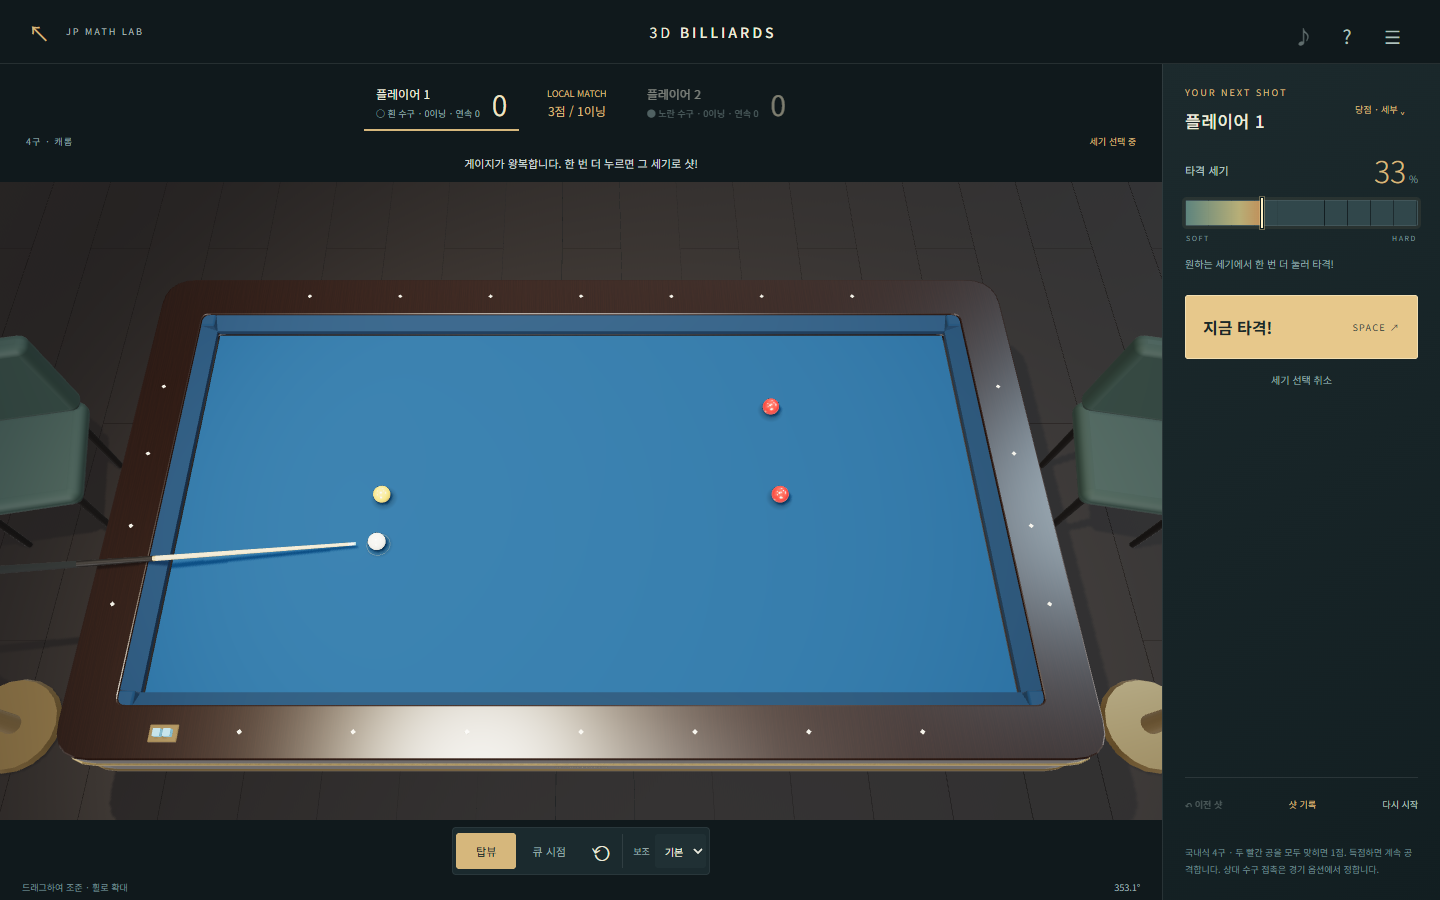 JP MATH LAB
3D BILLIARDS
?
플레이어 1
흰 수구 · 0이닝 · 연속 0
0
LOCAL MATCH
3점 / 1이닝
플레이어 2
노란 수구 · 0이닝 · 연속 0
0
4구 · 캐롬
세기 선택 중
게이지가 왕복합니다. 한 번 더 누르면 그 세기로 샷!
YOUR NEXT SHOT
플레이어 1
당점 · 세부
타격 세기
33%
SOFT
HARD
원하는 세기에서 한 번 더 눌러 타격!
지금 타격!
SPACE ↗
세기 선택 취소
이전 샷
샷 기록
다시 시작
국내식 4구 · 두 빨간 공을 모두 맞히면 1점. 득점하면 계속 공
격합니다. 상대 수구 접촉은 경기 옵션에서 정합니다.
탑뷰
큐 시점
보조
기본
드래그하여 조준 · 휠로 확대
353.1°